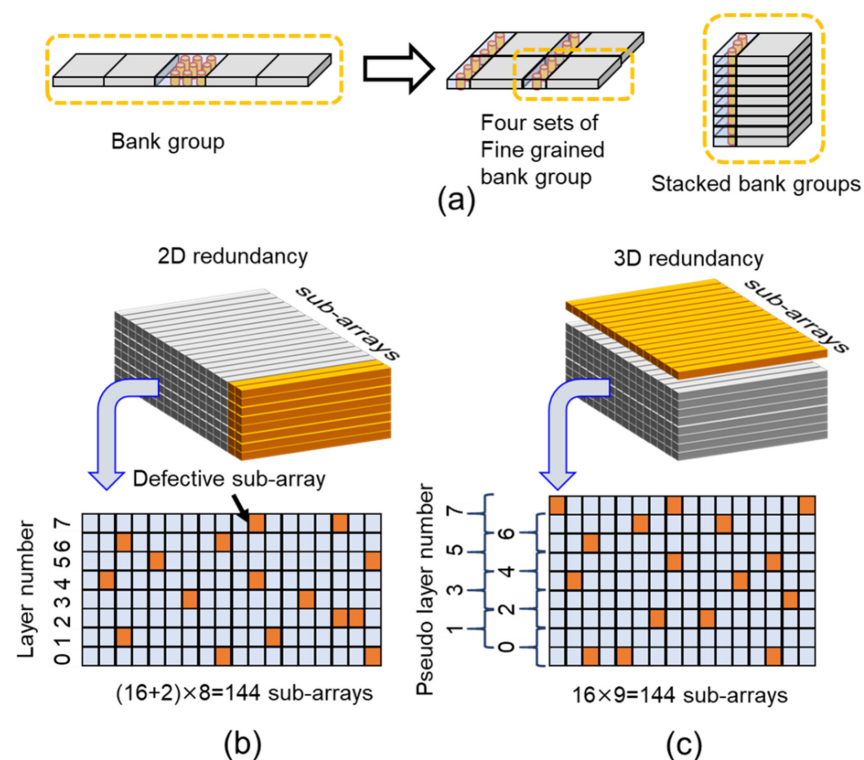 Bank group
Four sets of
Fine grained
bank group
Stacked bank groups
(a)
2D redundancy
sub-arrays
Defective sub-array
Layer number
7
6
5
4
3
2
1
0
(16+2)×8=144 sub-arrays
(b)
3D redundancy
sub-arrays
Pseudo layer number
7
6
5
4
3
2
1
0
16×9=144 sub-arrays
(c)